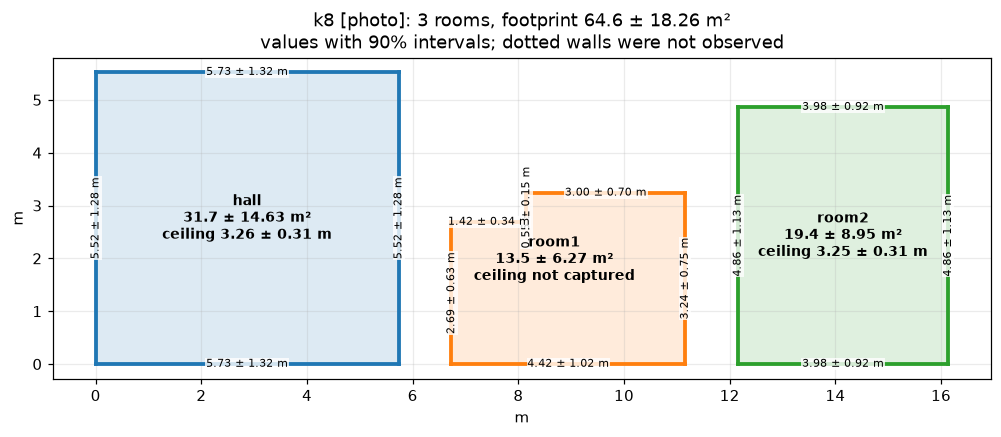 k8 [photo]: 3 rooms, footprint 64.6 ± 18.26 m²
values with 90% intervals; dotted walls were not observed
5.73 ± 1.32 m
5.52 ± 1.28 m
5.52 ± 1.28 m
hall
31.7 ± 14.63 m²
ceiling 3.26 ± 0.31 m
5.73 ± 1.32 m
3.00 ± 0.70 m
1.42 ± 0.34
± 0.15 m
2.69 ± 0.63 m
3.24 ± 0.75 m
room1
13.5 ± 6.27 m²
ceiling not captured
4.42 ± 1.02 m
3.98 ± 0.92 m
4.86 ± 1.13 m
4.86 ± 1.13 m
room2
19.4 ± 8.95 m²
ceiling 3.25 ± 0.31 m
3.98 ± 0.92 m
m
5
4
3
2
1
0
0
2
4
6
8
10
12
14
16
m